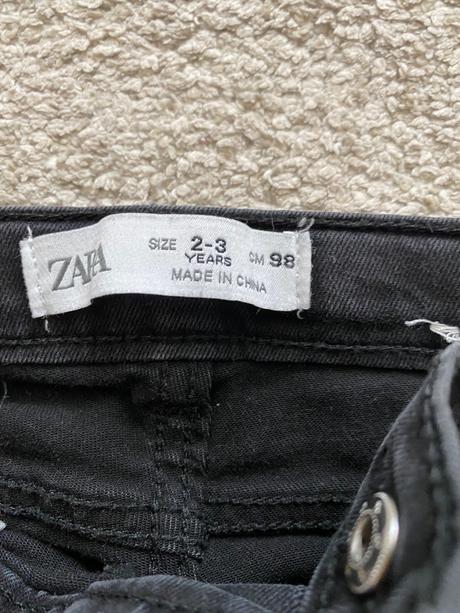 ZARA
SIZE 2-3 YEARS CM 98
MADE IN CHINA